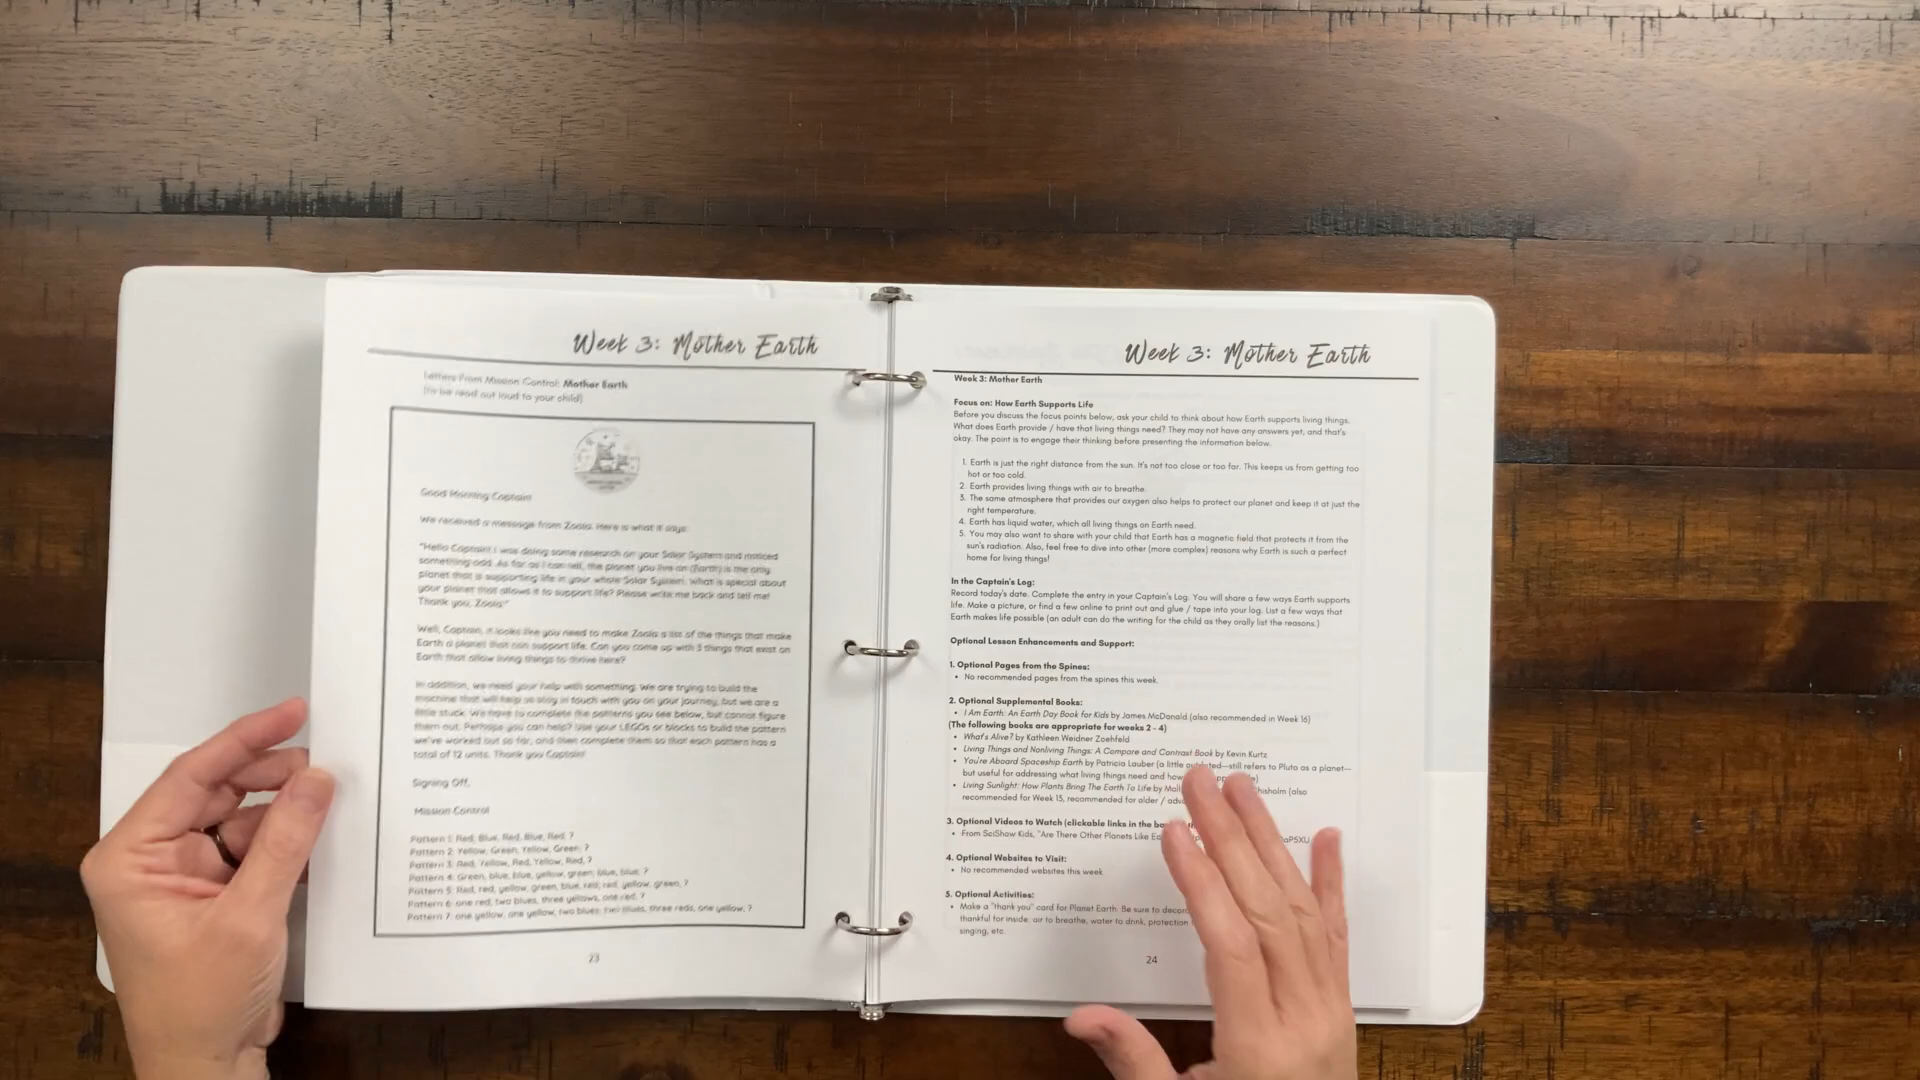 Week 3: Mother Earth
Letters From Mission Control: Mother Earth
(to be read out loud to your child)
Good Morning Captain!
We received a message from Zoola. Here is what it says:
"Hello Captain! I was doing some research on your Solar System and noticed
something odd. As far as I can tell, the planet you live on (Earth) is the only
planet that is supporting life in your whole Solar System. What is special about
your planet that allows it to support life? Please write me back and tell me!
Thank you, Zoola"
Well, Captain, it looks like you need to make Zoola a list of the things that make
Earth a planet that can support life. Can you come up with 3 things that exist on
Earth that allow living things to thrive here?
In addition, we need your help with something. We are trying to build the
machine that will help us stay in touch with you on your journey, but we are a
little stuck. We have to complete the patterns you see below, but cannot figure
them out. Perhaps you can help? Use your LEGOs or blocks to build the pattern
we've worked out so far, and then complete them so that each pattern has a
total of 12 units. Thank you Captain!
Signing Off,
Mission Control
Pattern 1: Red, Blue, Red, Blue, Red, ?
Pattern 2: Yellow, Green, Yellow, Green, ?
Pattern 3: Red, Yellow, Red, Yellow, Red, ?
Pattern 4: Green, blue, blue, yellow, green, blue, blue, ?
Pattern 5: Red, red, yellow, green, blue, red, red, yellow, green, ?
Pattern 6: one red, two blues, three yellows, one red, ?
Pattern 7: one yellow, one yellow, two blues, two blues, three reds, one yellow, ?
23
Week 3: Mother Earth
Week 3: Mother Earth
Focus on: How Earth Supports Life
Before you discuss the focus points below, ask your child to think about how Earth supports living things.
What does Earth provide / have that living things need? They may not have any answers yet, and that's
okay. The point is to engage their thinking before presenting the information below.
1. Earth is just the right distance from the sun. It's not too close or too far. This keeps us from getting too
hot or too cold.
2. Earth provides living things with air to breathe.
3. The same atmosphere that provides our oxygen also helps to protect our planet and keep it at just the
right temperature.
4. Earth has liquid water, which all living things on Earth need.
5. You may also want to share with your child that Earth has a magnetic field that protects it from the
sun's radiation. Also, feel free to dive into other (more complex) reasons why Earth is such a perfect
home for living things!
In the Captain's Log:
Record today's date. Complete the entry in your Captain's Log. You will share a few ways Earth supports
life. Make a picture, or find a few online to print out and glue / tape into your log. List a few ways that
Earth makes life possible (an adult can do the writing for the child as they orally list the reasons.)
Optional Lesson Enhancements and Support:
1. Optional Pages from the Spines:
• No recommended pages from the spines this week.
2. Optional Supplemental Books:
• I Am Earth: An Earth Day Book for Kids by James McDonald (also recommended in Week 16)
(The following books are appropriate for weeks 2 - 4)
• What's Alive? by Kathleen Weidner Zoehfeld
• Living Things and Nonliving Things: A Compare and Contrast Book by Kevin Kurtz
• You're Aboard Spaceship Earth by Patricia Lauber (a little outdated—still refers to Pluto as a planet—
but useful for addressing what living things need and how
• Living Sunlight: How Plants Bring The Earth To Life by Chisholm (also
recommended for Week 15, recommended for older /
3. Optional Videos to Watch (clickable links in the
• From SciShow Kids, "Are There Other Planets Like
4. Optional Websites to Visit:
• No recommended websites this week
5. Optional Activities:
• Make a "thank you" card for Planet Earth. Be sure to
thankful for inside: air to breathe, water to drink, protection
singing, etc.
24